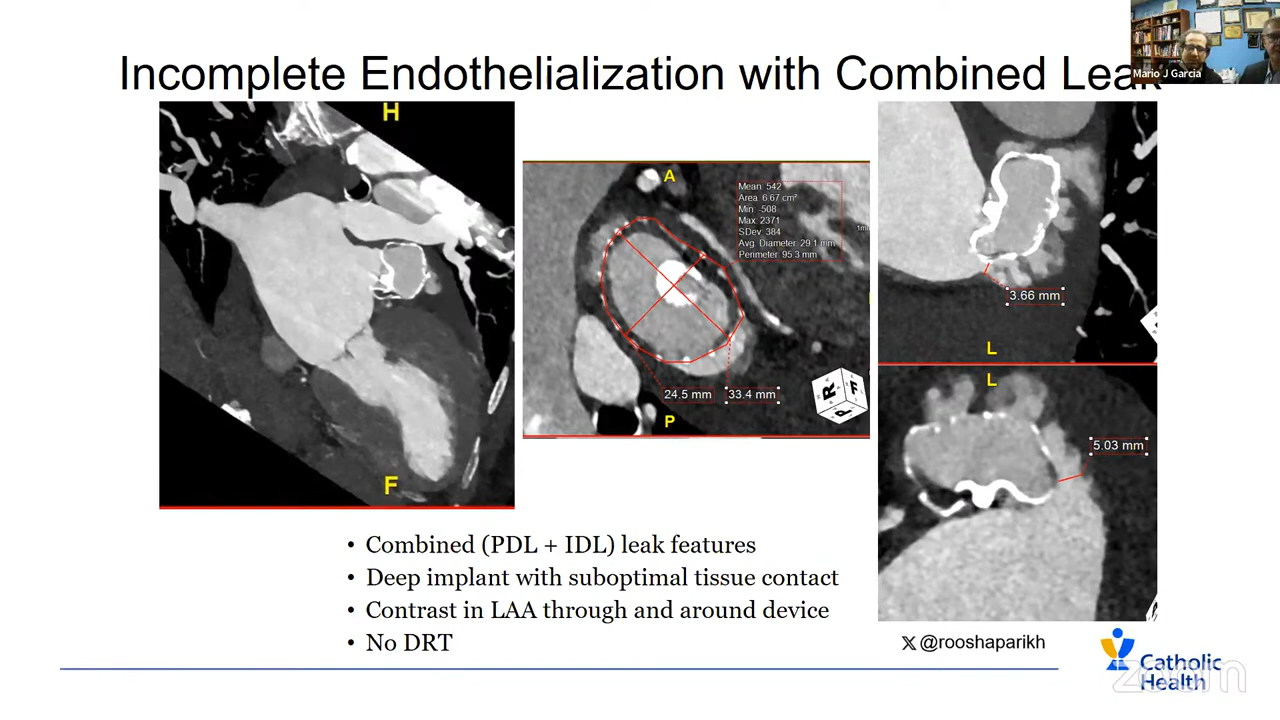 Incomplete Endothelialization with Combined Leak
Mario J Garcia
H
F
A
Mean 542
Area 6.67 cm²
Min -508
Max 2371
SDev 384
Avg. Diameter 29.1 mm
Perimeter 95.3 mm
24.5 mm
33.4 mm
P
R
P
3.66 mm
L
L
5.03 mm
• Combined (PDL + IDL) leak features
• Deep implant with suboptimal tissue contact
• Contrast in LAA through and around device
• No DRT
X @rooshaparikh
Catholic
Health
zoom